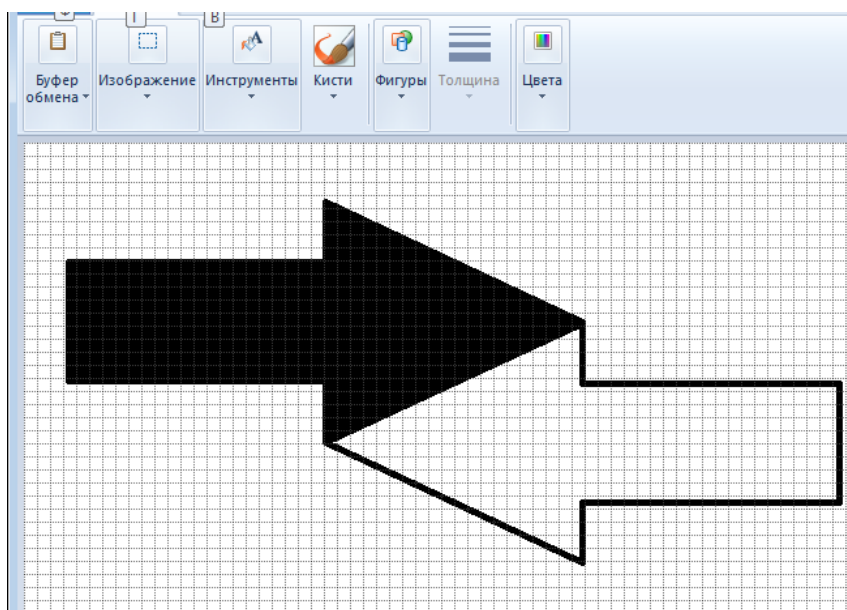 Г
В
Буфер
обмена
Изображение
Инструменты
Кисти
Фигуры
Толщина
Цвета